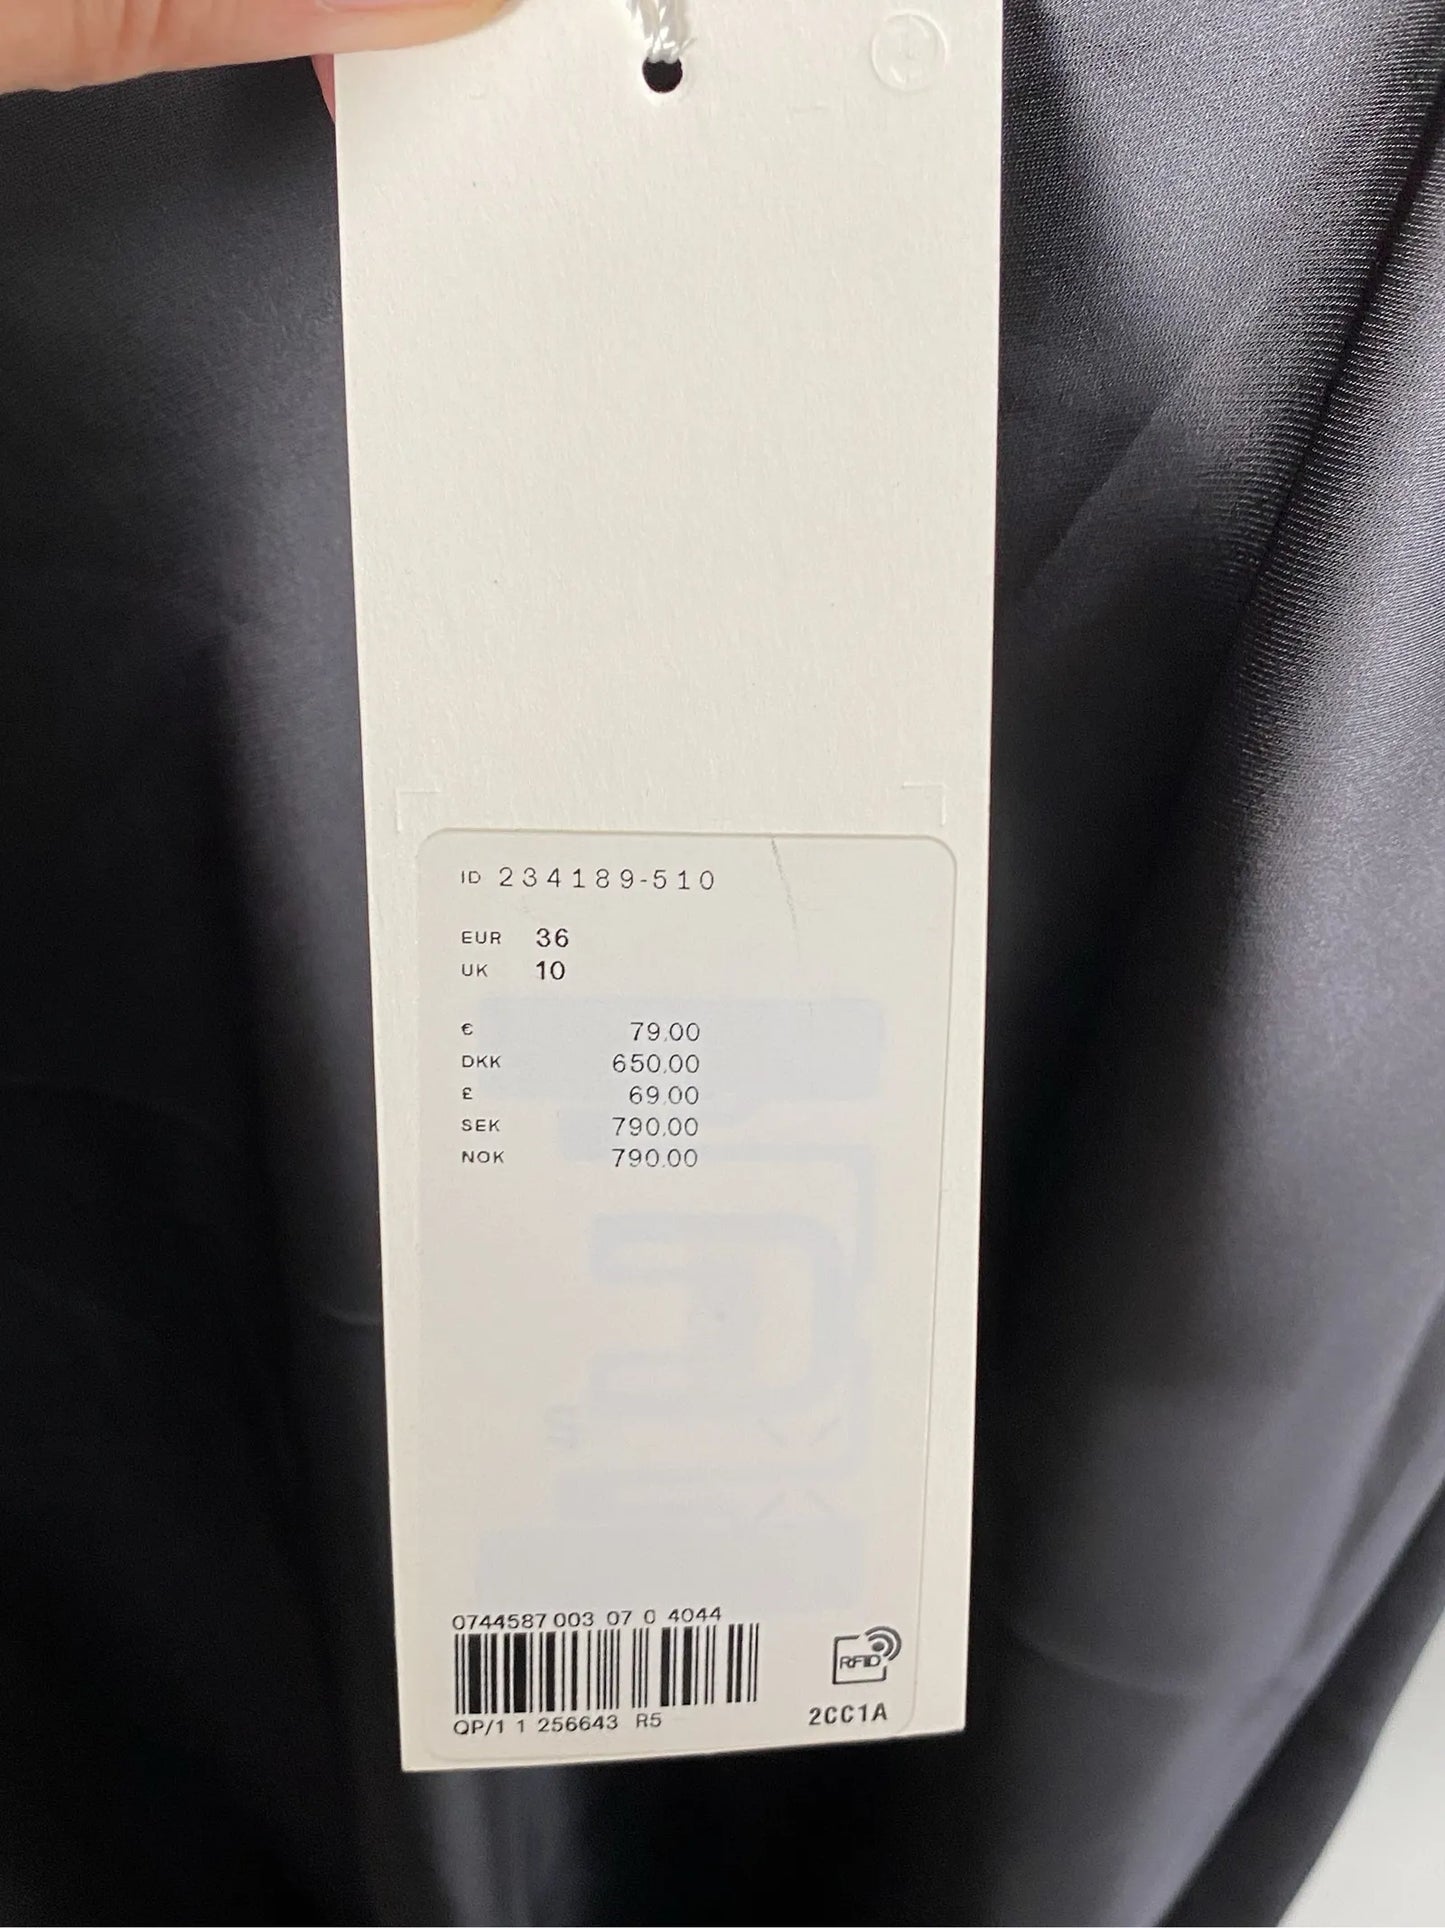 ID 234189-510
EUR 36
UK 10
€ 79.00
DKK 650.00
£ 69.00
SEK 790.00
NOK 790.00
0744587 003 07 0 4044
RFID
QP/1 1 256643 R5
2CC1A